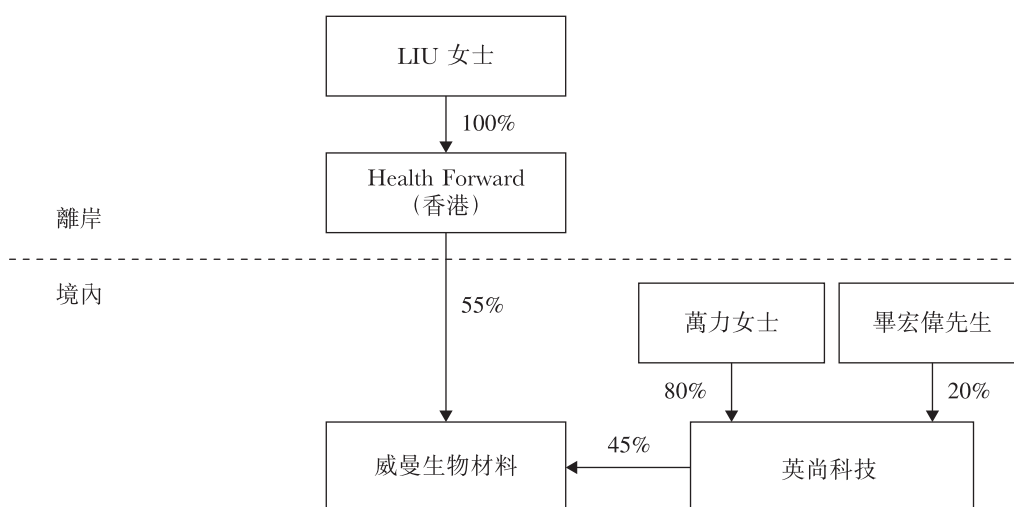 LIU 女士
100%
Health Forward
（香港）
離岸
境內
55%
萬力女士
畢宏偉先生
80%
20%
威曼生物材料
45%
英尚科技